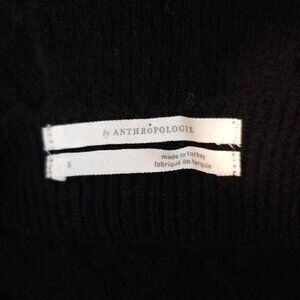 by ANTHROPOLOGIE
S
made in turkey
fabriqué en turquie